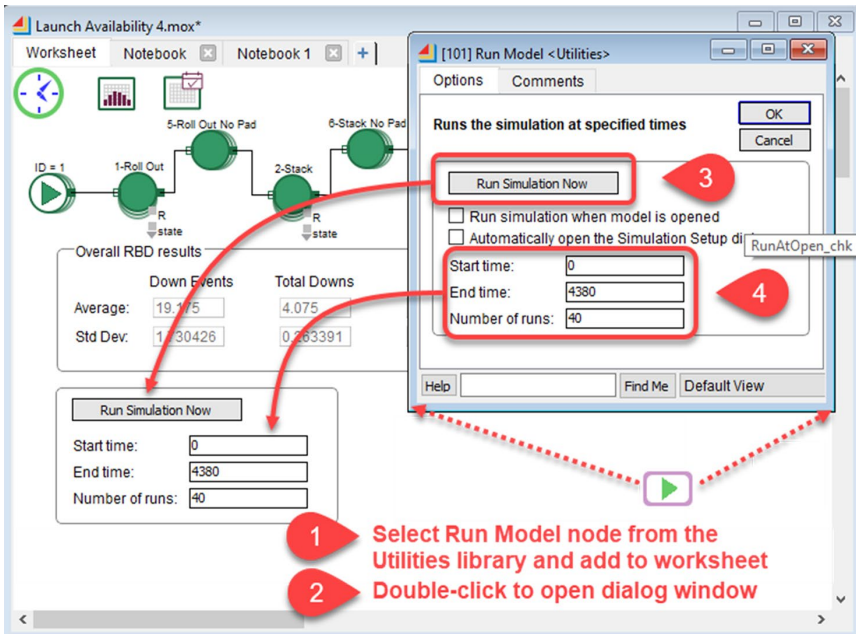 Launch Availability 4.mox*
Worksheet
Notebook
Notebook 1
+
5-Roll Out No Pad
6-Stack No Pad
ID = 1
1-Roll Out
2-Stack
R
state
R
state
Overall RBD results
Down Events
Total Downs
Average:
19.175
4.075
Std Dev:
1.730426
0.263391
Run Simulation Now
Start time:
0
End time:
4380
Number of runs:
40
[101] Run Model <Utilities>
Options
Comments
Runs the simulation at specified times
OK
Cancel
Run Simulation Now
3
Run simulation when model is opened
Automatically open the Simulation Setup
RunAtOpen_chk
Start time:
0
End time:
4380
Number of runs:
40
4
Help
Find Me
Default View
1
Select Run Model node from the
Utilities library and add to worksheet
2
Double-click to open dialog window